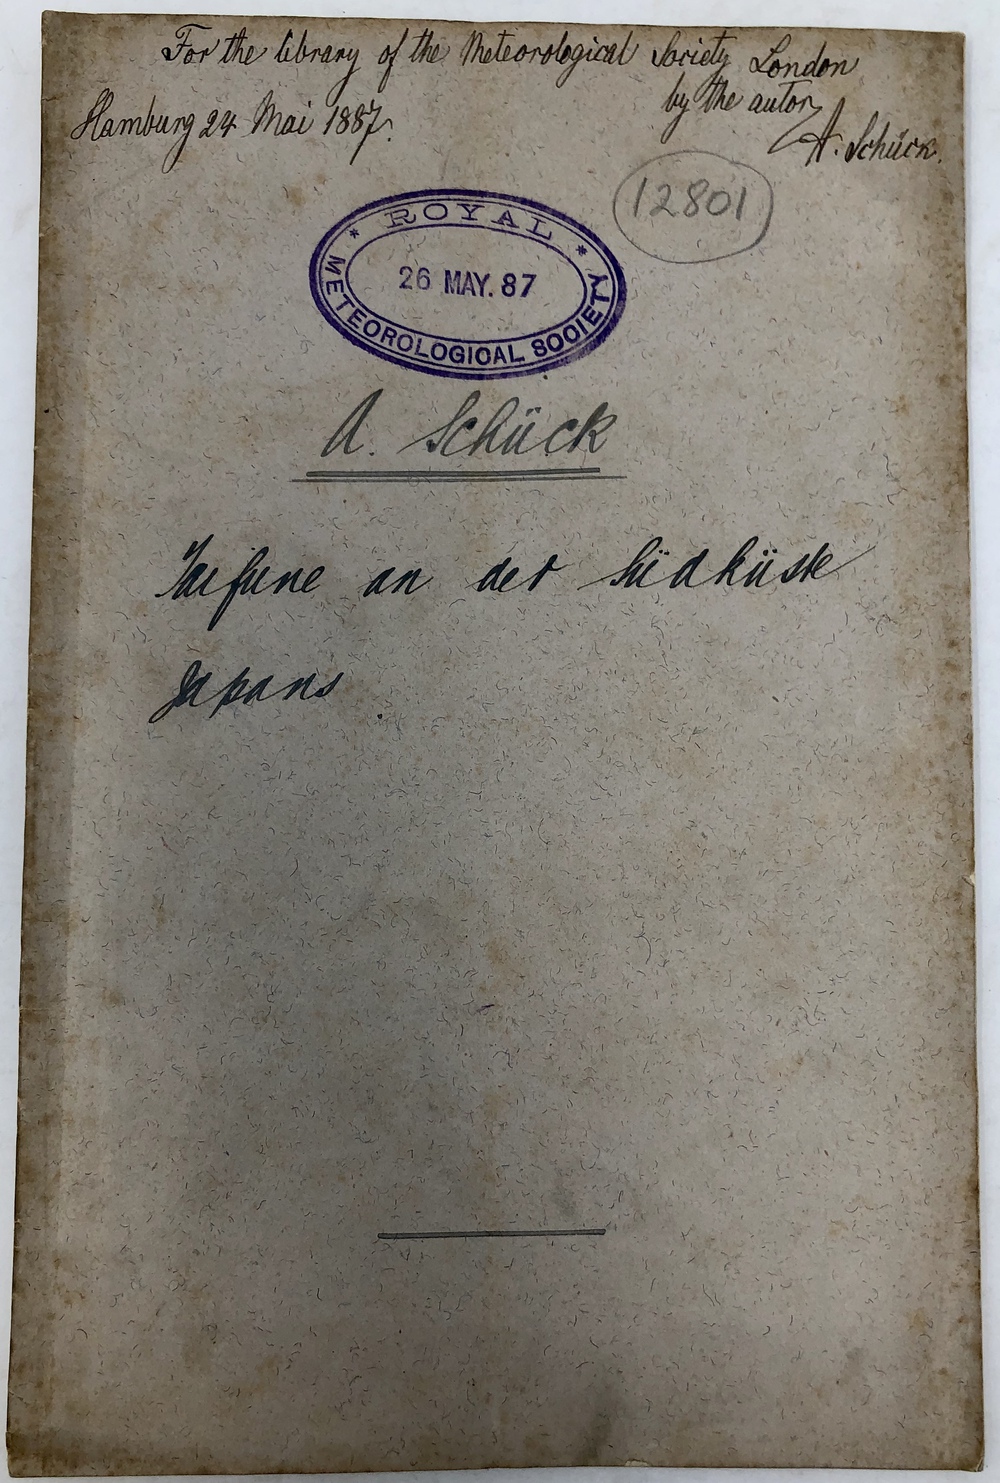 For the library of the Meteorological Society London
by the autor
Hamburg 24 Mai 1887.
A. Schück.
12801
* ROYAL *
26 MAY. 87
METEOROLOGICAL SOCIETY
A. Schück
Taifune an der Südküste
Japans